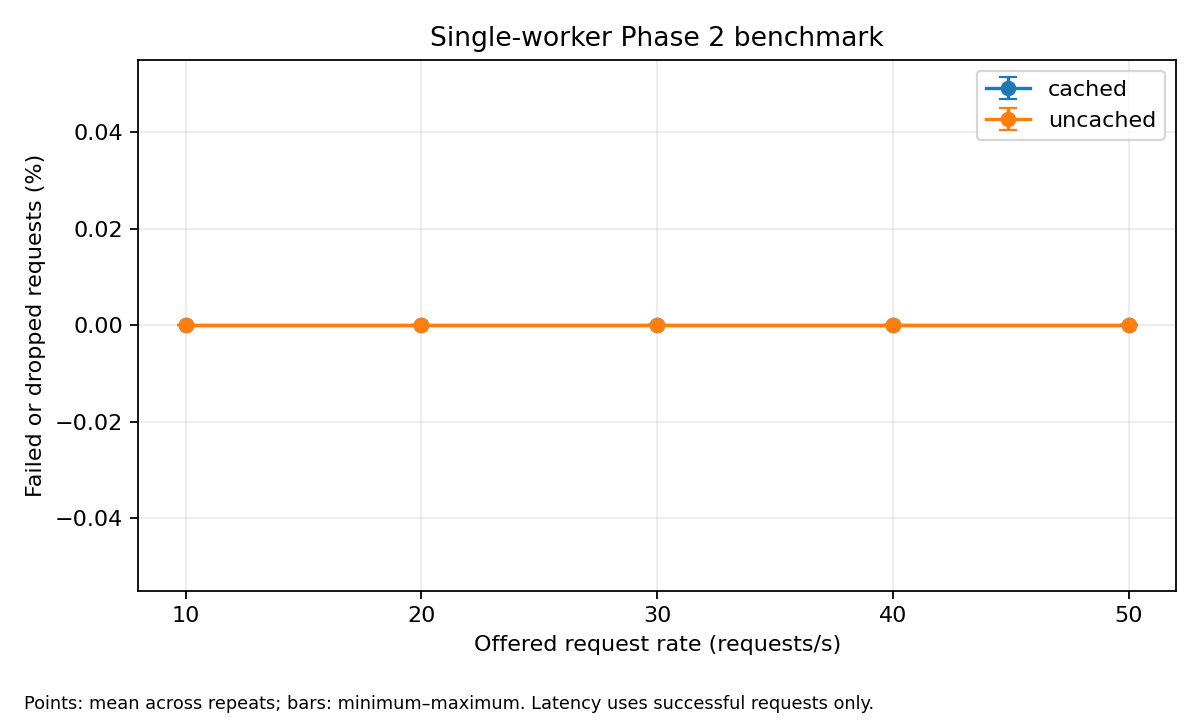 Single-worker Phase 2 benchmark
cached
uncached
Failed or dropped requests (%)
0.04
0.02
0.00
−0.02
−0.04
10 20 30 40 50
Offered request rate (requests/s)
Points: mean across repeats; bars: minimum–maximum. Latency uses successful requests only.